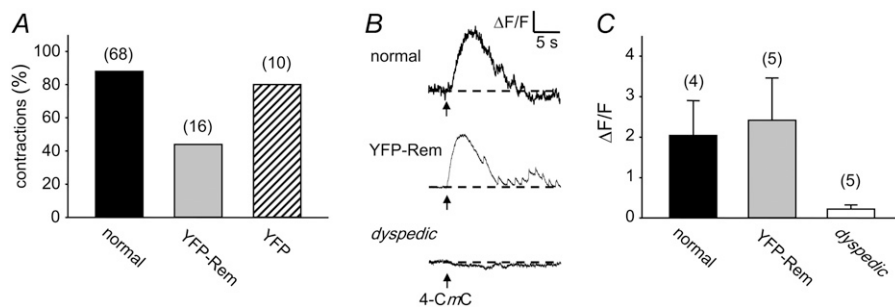 A
contractions (%)
100
80
60
40
20
0
(68)
(16)
(10)
normal
YFP-Rem
YFP
B
ΔF/F
5 s
normal
YFP-Rem
dyspedic
4-CmC
C
ΔF/F
4
3
2
1
0
(4)
(5)
(5)
normal
YFP-Rem
dyspedic